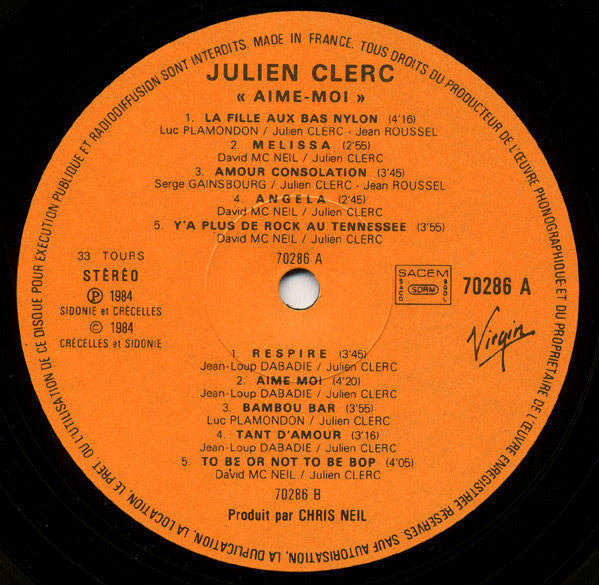 MADE IN FRANCE. TOUS DROITS DU PRODUCTEUR DE L'ŒUVRE PHONOGRAPHIQUE ET DU PROPRIETAIRE DE L'ŒUVRE ENREGISTREE RESERVES. SAUF AUTORISATION, LA DUPLICATION, LA LOCATION, LE PRET, OU L'UTILISATION DE CE DISQUE POUR EXECUTION PUBLIQUE ET RADIODIFFUSION SONT INTERDITS.
JULIEN CLERC
« AIME-MOI »
1. LA FILLE AUX BAS NYLON (4'16)
Luc PLAMONDON / Julien CLERC - Jean ROUSSEL
2. MELISSA (2'55)
David MC NEIL / Julien CLERC
3. AMOUR CONSOLATION (3'45)
Serge GAINSBOURG / Julien CLERC - Jean ROUSSEL
4. ANGELA (2'45)
David MC NEIL / Julien CLERC
5. Y'A PLUS DE ROCK AU TENNESSEE (3'55)
David MC NEIL / Julien CLERC
70286 A
33 TOURS
STÉRÉO
Ⓟ 1984
SIDONIE ET CRÉCELLES
© 1984
CRÉCELLES ET SIDONIE
SACEM
SACD SDRM SGDL
70286 A
Virgin
1. RESPIRE (3'45)
Jean-Loup DABADIE / Julien CLERC
2. AIME MOI (4'20)
Jean-Loup DABADIE / Julien CLERC
3. BAMBOU BAR (3'55)
Luc PLAMONDON / Julien CLERC
4. TANT D'AMOUR (3'16)
Jean-Loup DABADIE / Julien CLERC
5. TO BE OR NOT TO BE BOP (4'05)
David MC NEIL / Julien CLERC
70286 B
Produit par CHRIS NEIL